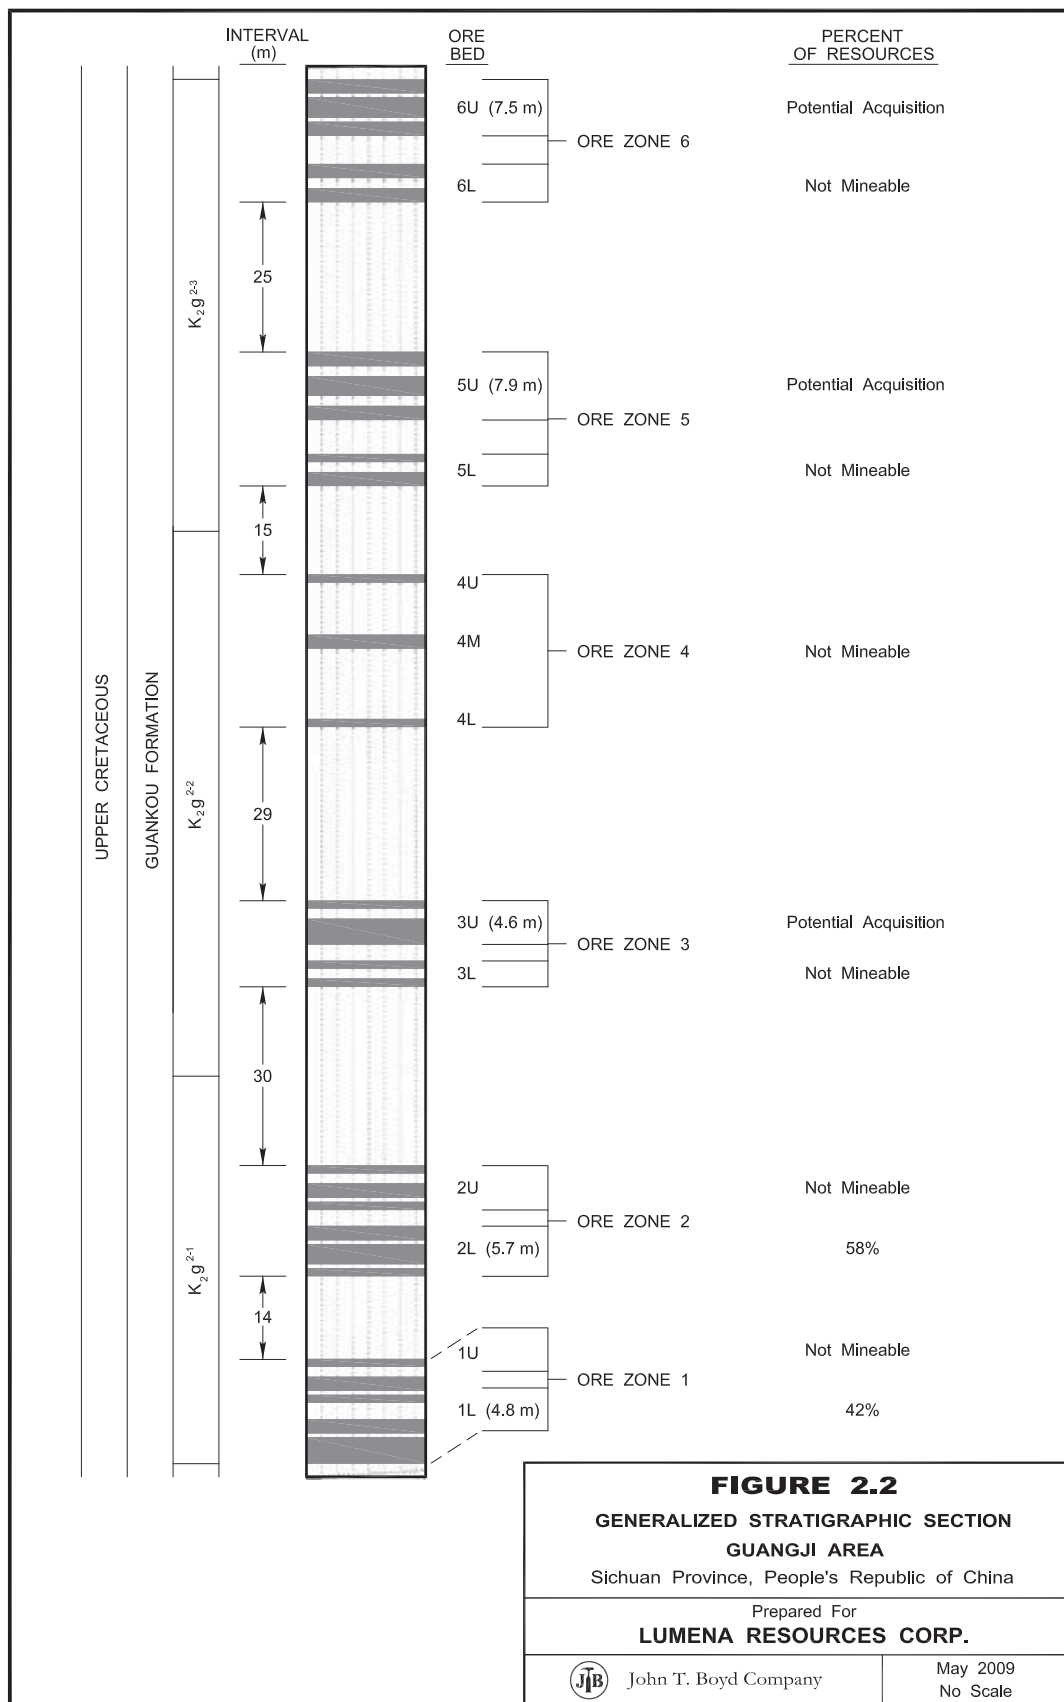 INTERVAL
(m)
ORE
BED
PERCENT
OF RESOURCES
6U (7.5 m)
Potential Acquisition
ORE ZONE 6
6L
Not Mineable
25
K2g2-3
5U (7.9 m)
Potential Acquisition
ORE ZONE 5
5L
Not Mineable
15
4U
4M
ORE ZONE 4
Not Mineable
4L
UPPER CRETACEOUS
GUANKOU FORMATION
K2g2-2
29
3U (4.6 m)
Potential Acquisition
ORE ZONE 3
3L
Not Mineable
30
2U
Not Mineable
ORE ZONE 2
2L (5.7 m)
58%
K2g2-1
14
1U
Not Mineable
ORE ZONE 1
1L (4.8 m)
42%
FIGURE 2.2
GENERALIZED STRATIGRAPHIC SECTION
GUANGJI AREA
Sichuan Province, People's Republic of China
Prepared For
LUMENA RESOURCES CORP.
JTB John T. Boyd Company
May 2009
No Scale